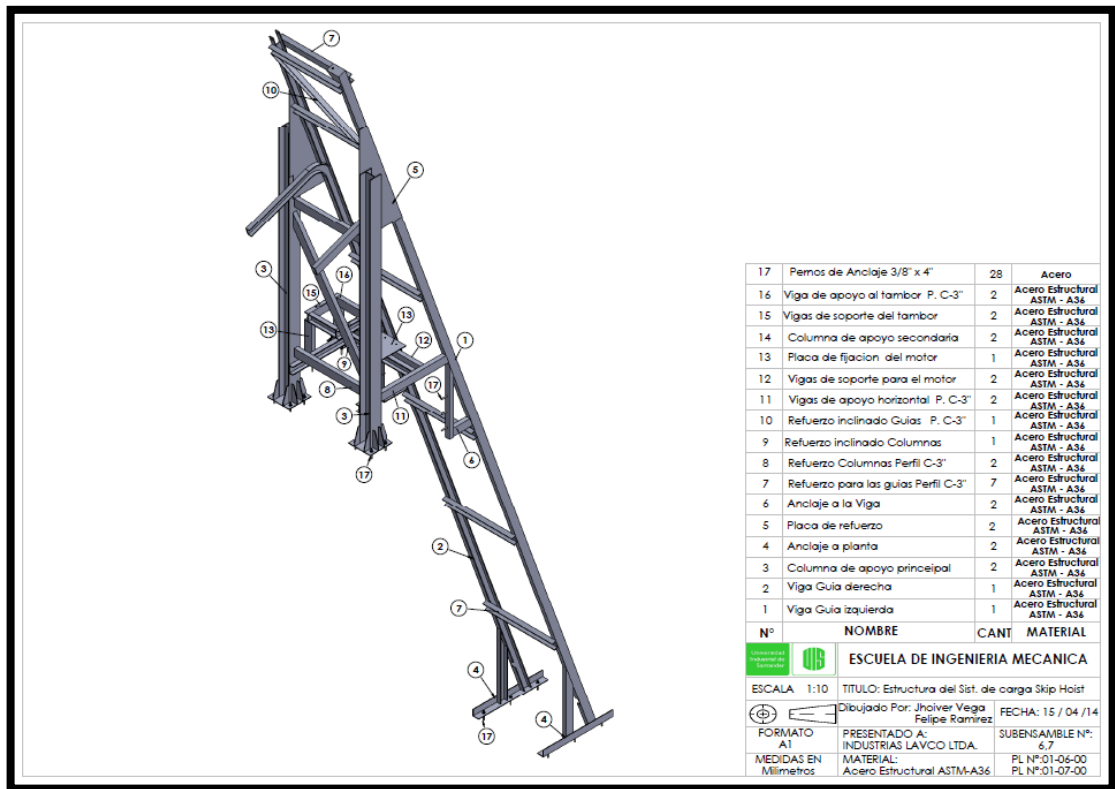 7
10
5
3
16
15
13
13
1
12
9
17
8
11
3
6
17
2
7
4
17
4
17 Pernos de Anclaje 3/8" x 4" 28 Acero
16 Viga de apoyo al tambor P. C-3" 2 Acero Estructural ASTM - A36
15 Vigas de soporte del tambor 2 Acero Estructural ASTM - A36
14 Columna de apoyo secundaria 2 Acero Estructural ASTM - A36
13 Placa de fijacion del motor 1 Acero Estructural ASTM - A36
12 Vigas de soporte para el motor 2 Acero Estructural ASTM - A36
11 Vigas de apoyo horizontal P. C-3" 2 Acero Estructural ASTM - A36
10 Refuerzo inclinado Guias P. C-3" 1 Acero Estructural ASTM - A36
9 Refuerzo inclinado Columnas 1 Acero Estructural ASTM - A36
8 Refuerzo Columnas Perfil C-3" 2 Acero Estructural ASTM - A36
7 Refuerzo para las guias Perfil C-3" 7 Acero Estructural ASTM - A36
6 Anclaje a la Viga 2 Acero Estructural ASTM - A36
5 Placa de refuerzo 2 Acero Estructural ASTM - A36
4 Anclaje a planta 2 Acero Estructural ASTM - A36
3 Columna de apoyo princeipal 2 Acero Estructural ASTM - A36
2 Viga Guia derecha 1 Acero Estructural ASTM - A36
1 Viga Guia izquierda 1 Acero Estructural ASTM - A36
N° NOMBRE CANT MATERIAL
Universidad
Industrial de
Santander
UIS
ESCUELA DE INGENIERIA MECANICA
ESCALA 1:10 TITULO: Estructura del Sist. de carga Skip Hoist
Dibujado Por: Jhoiver Vega
Felipe Ramirez
FECHA: 15 / 04 /14
FORMATO
A1
PRESENTADO A:
INDUSTRIAS LAVCO LTDA.
SUBENSAMBLE N°:
6,7
MEDIDAS EN
Milimetros
MATERIAL:
Acero Estructural ASTM-A36
PL N°:01-06-00
PL N°:01-07-00